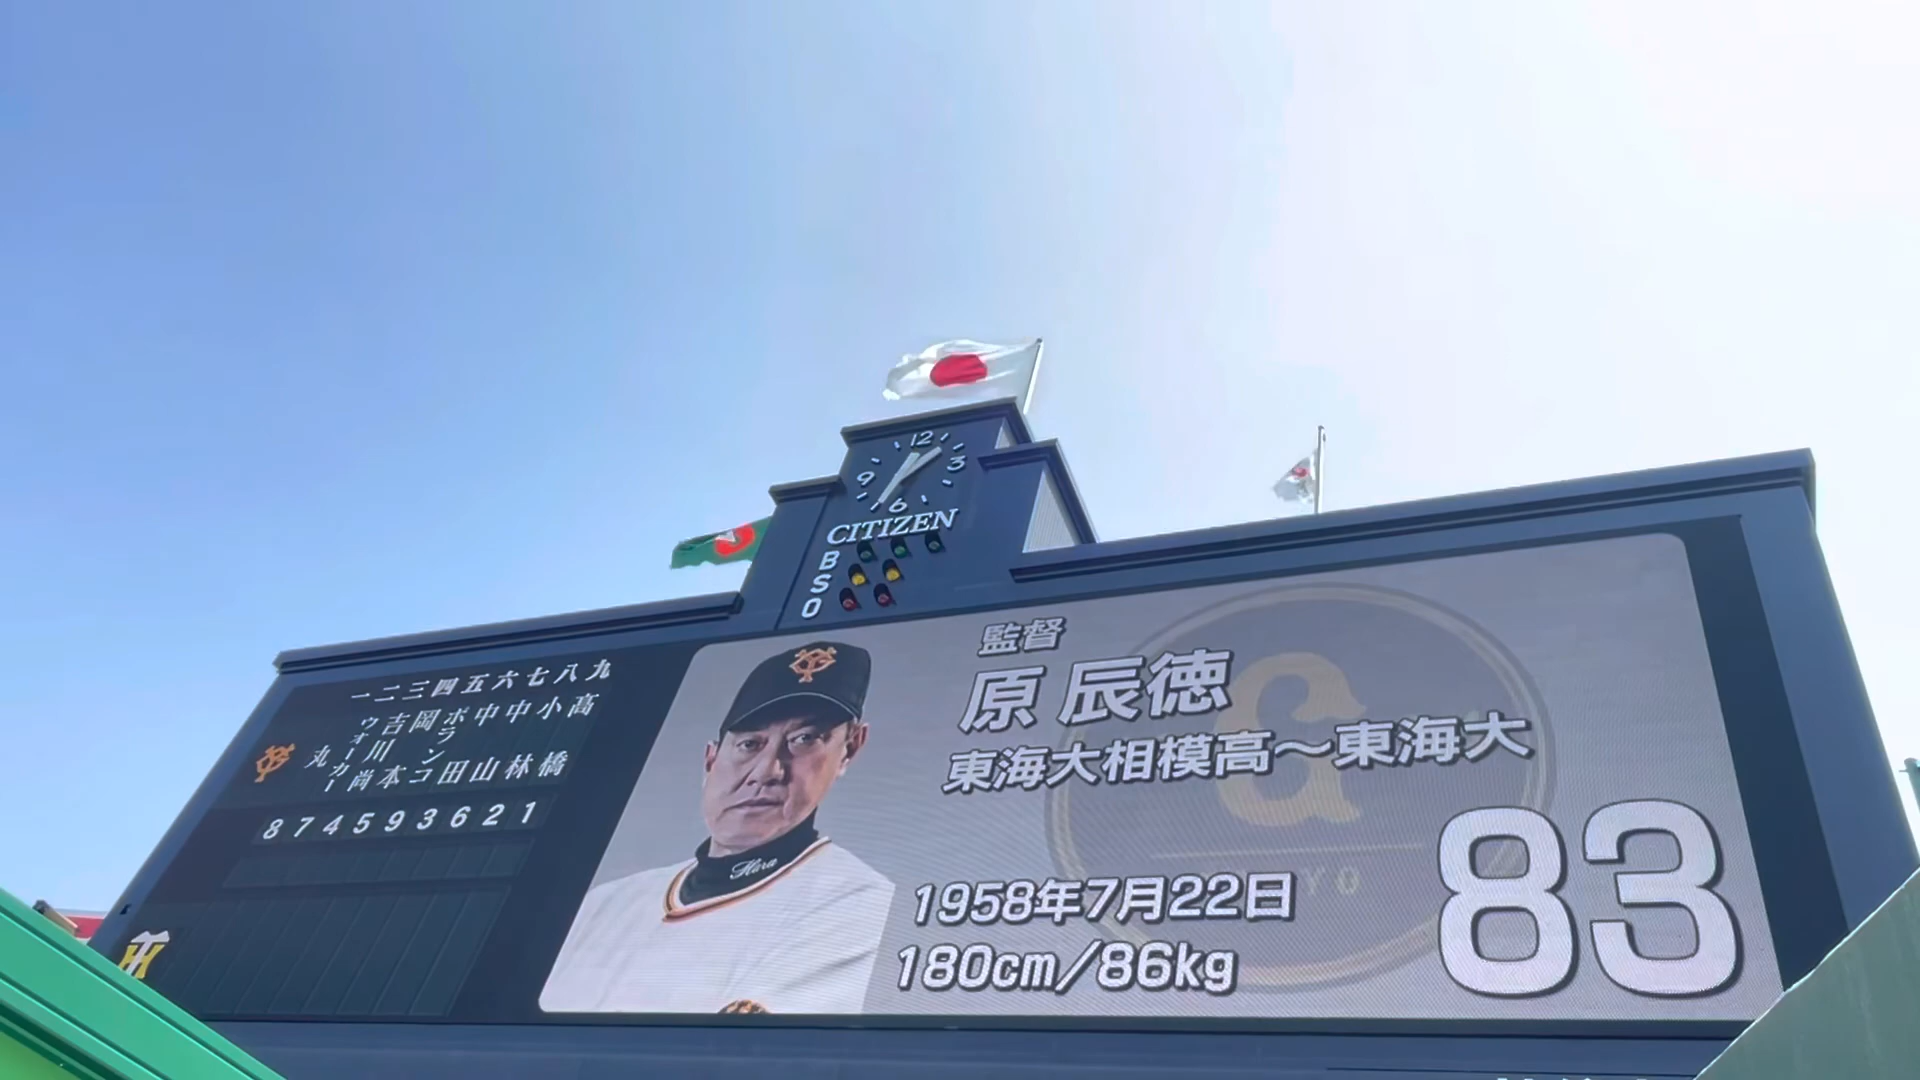 12
3
6
9
CITIZEN
B
S
O
一 二 三 四 五 六 七 八 九
丸
ウォーカー
吉川尚
岡本
ポランコ
中田
中山
小林
高橋
8 7 4 5 9 3 6 2 1
監督
原 辰徳
東海大相模高～東海大
1958年7月22日
180cm/86kg
83
Hara
G